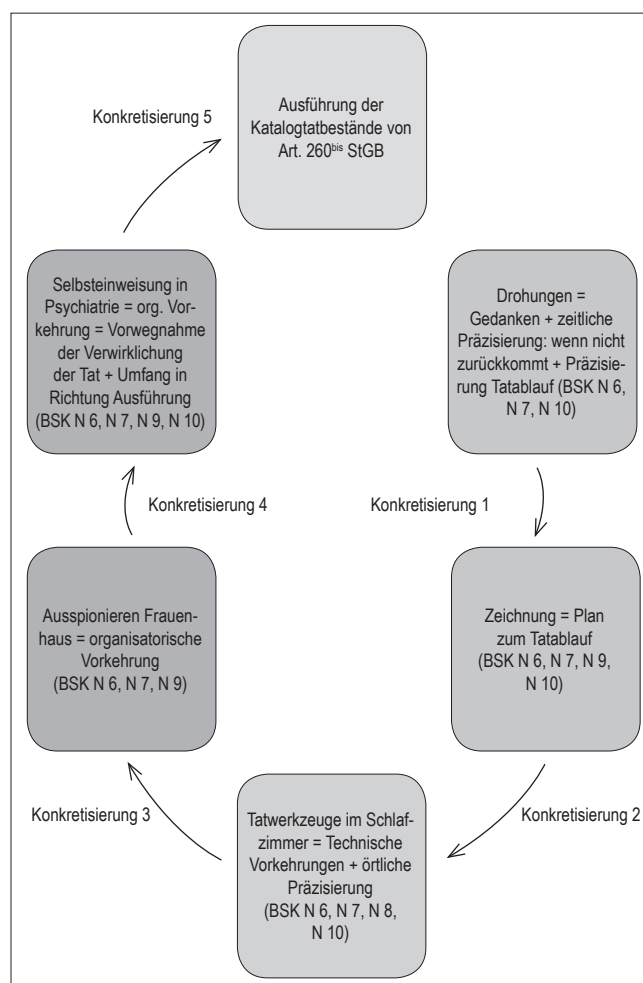 Ausführung der
Katalogtatbestände von
Art. 260bis StGB
Konkretisierung 5
Drohungen =
Gedanken + zeitliche
Präzisierung: wenn nicht
zurückkommt + Präzisie-
rung Tatablauf (BSK N 6,
N 7, N 10)
Konkretisierung 1
Zeichnung = Plan
zum Tatablauf
(BSK N 6, N 7, N 9,
N 10)
Konkretisierung 2
Tatwerkzeuge im Schlaf-
zimmer = Technische
Vorkehrungen + örtliche
Präzisierung
(BSK N 6, N 7, N 8,
N 10)
Konkretisierung 3
Ausspionieren Frauen-
haus = organisatorische
Vorkehrung
(BSK N 6, N 7, N 9)
Konkretisierung 4
Selbsteinweisung in
Psychiatrie = org. Vor-
kehrung = Vorwegnahme
der Verwirklichung
der Tat + Umfang in
Richtung Ausführung
(BSK N 6, N 7, N 9, N 10)